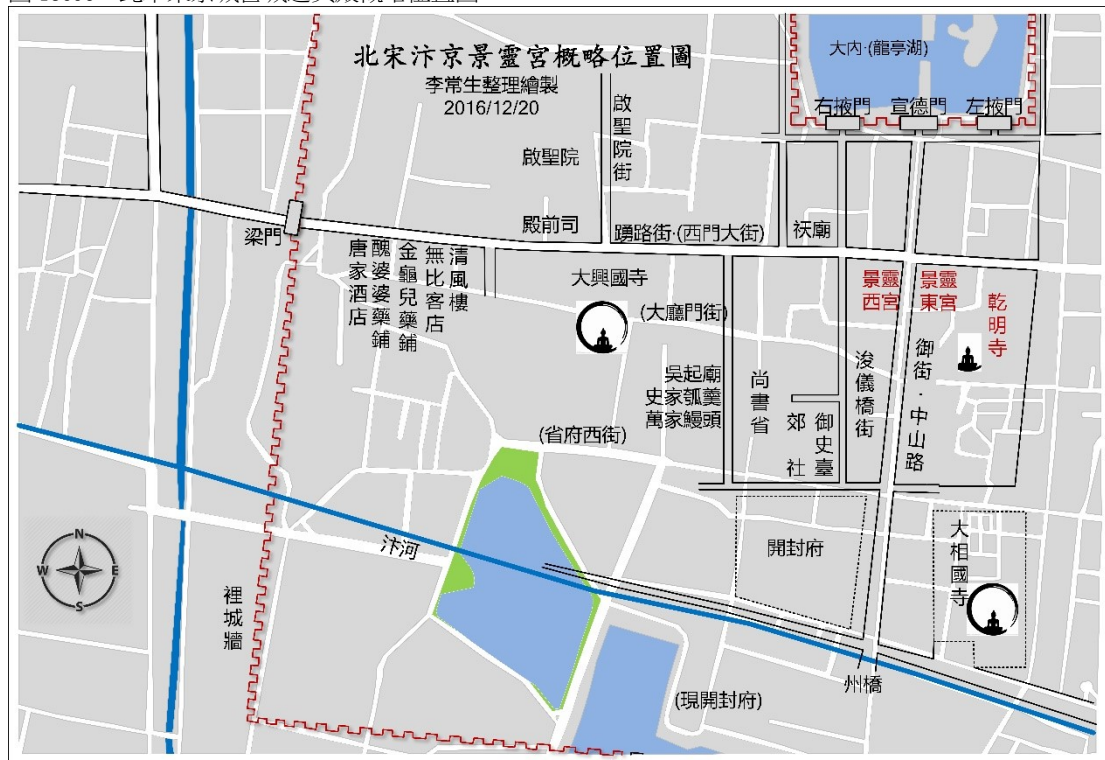 北宋汴京景靈宮概略位置圖
李常生整理繪製
2016/12/20
大內·(龍亭湖)
右掖門
宣德門
左掖門
啟聖院街
啟聖院
殿前司
踴路街·(西門大街)
祆廟
梁門
唐家酒店
醜婆婆藥鋪
金龜兒藥鋪
無比客店
清風樓
大興國寺
(大廳門街)
景靈西宮
景靈東宮
乾明寺
吳起廟
史家瓠羹
萬家饅頭
尚書省
浚儀橋街
御街·中山路
御史臺
郊社
(省府西街)
N
W
E
S
汴河
裡城牆
開封府
大相國寺
州橋
(現開封府)